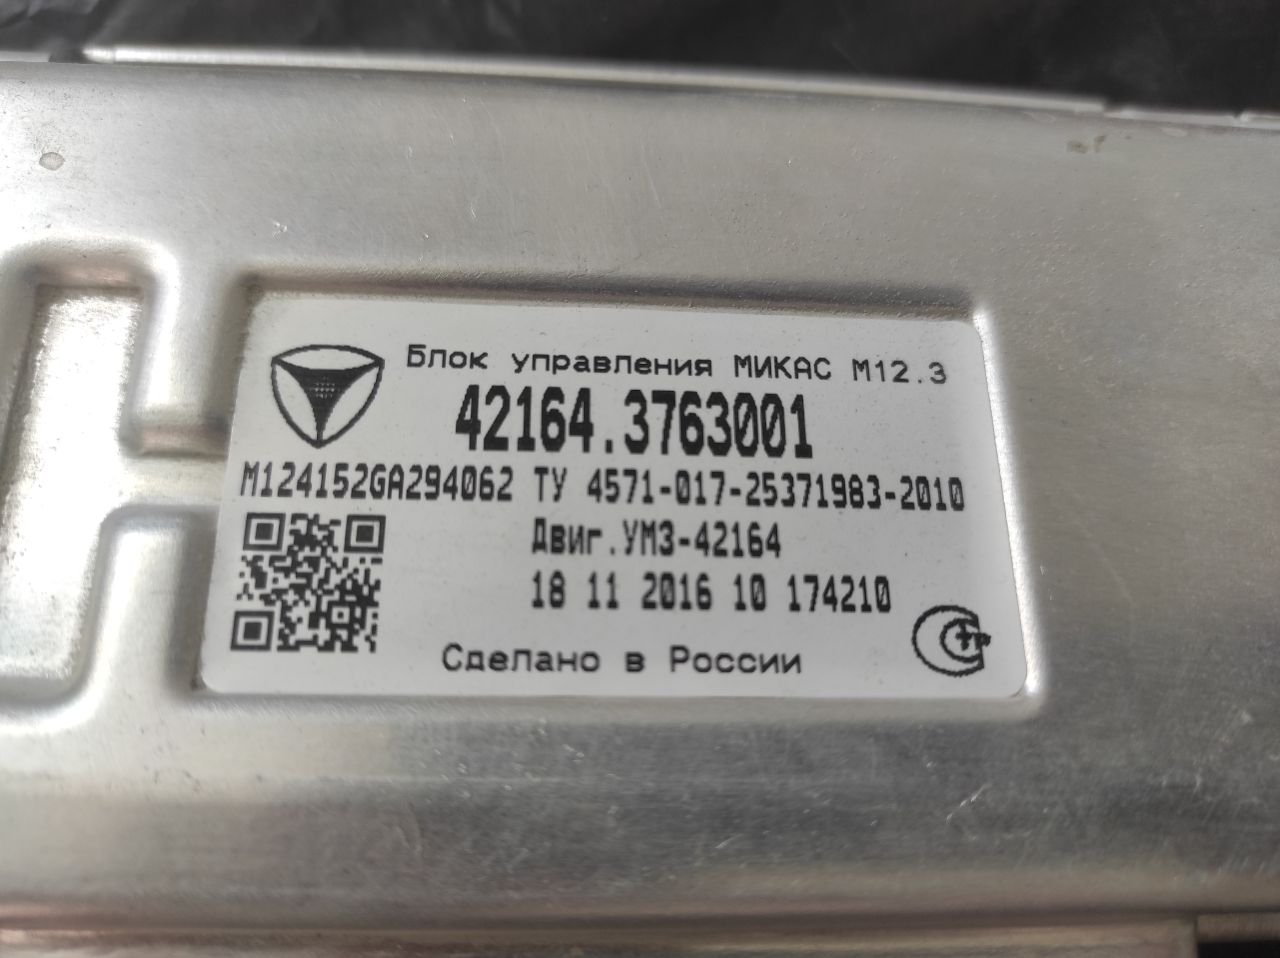 Блок управления МИКАС М12.3
42164.3763001
М124152GA294062 ТУ 4571-017-25371983-2010
Двиг.УМЗ-42164
18 11 2016 10 174210
Сделано в России